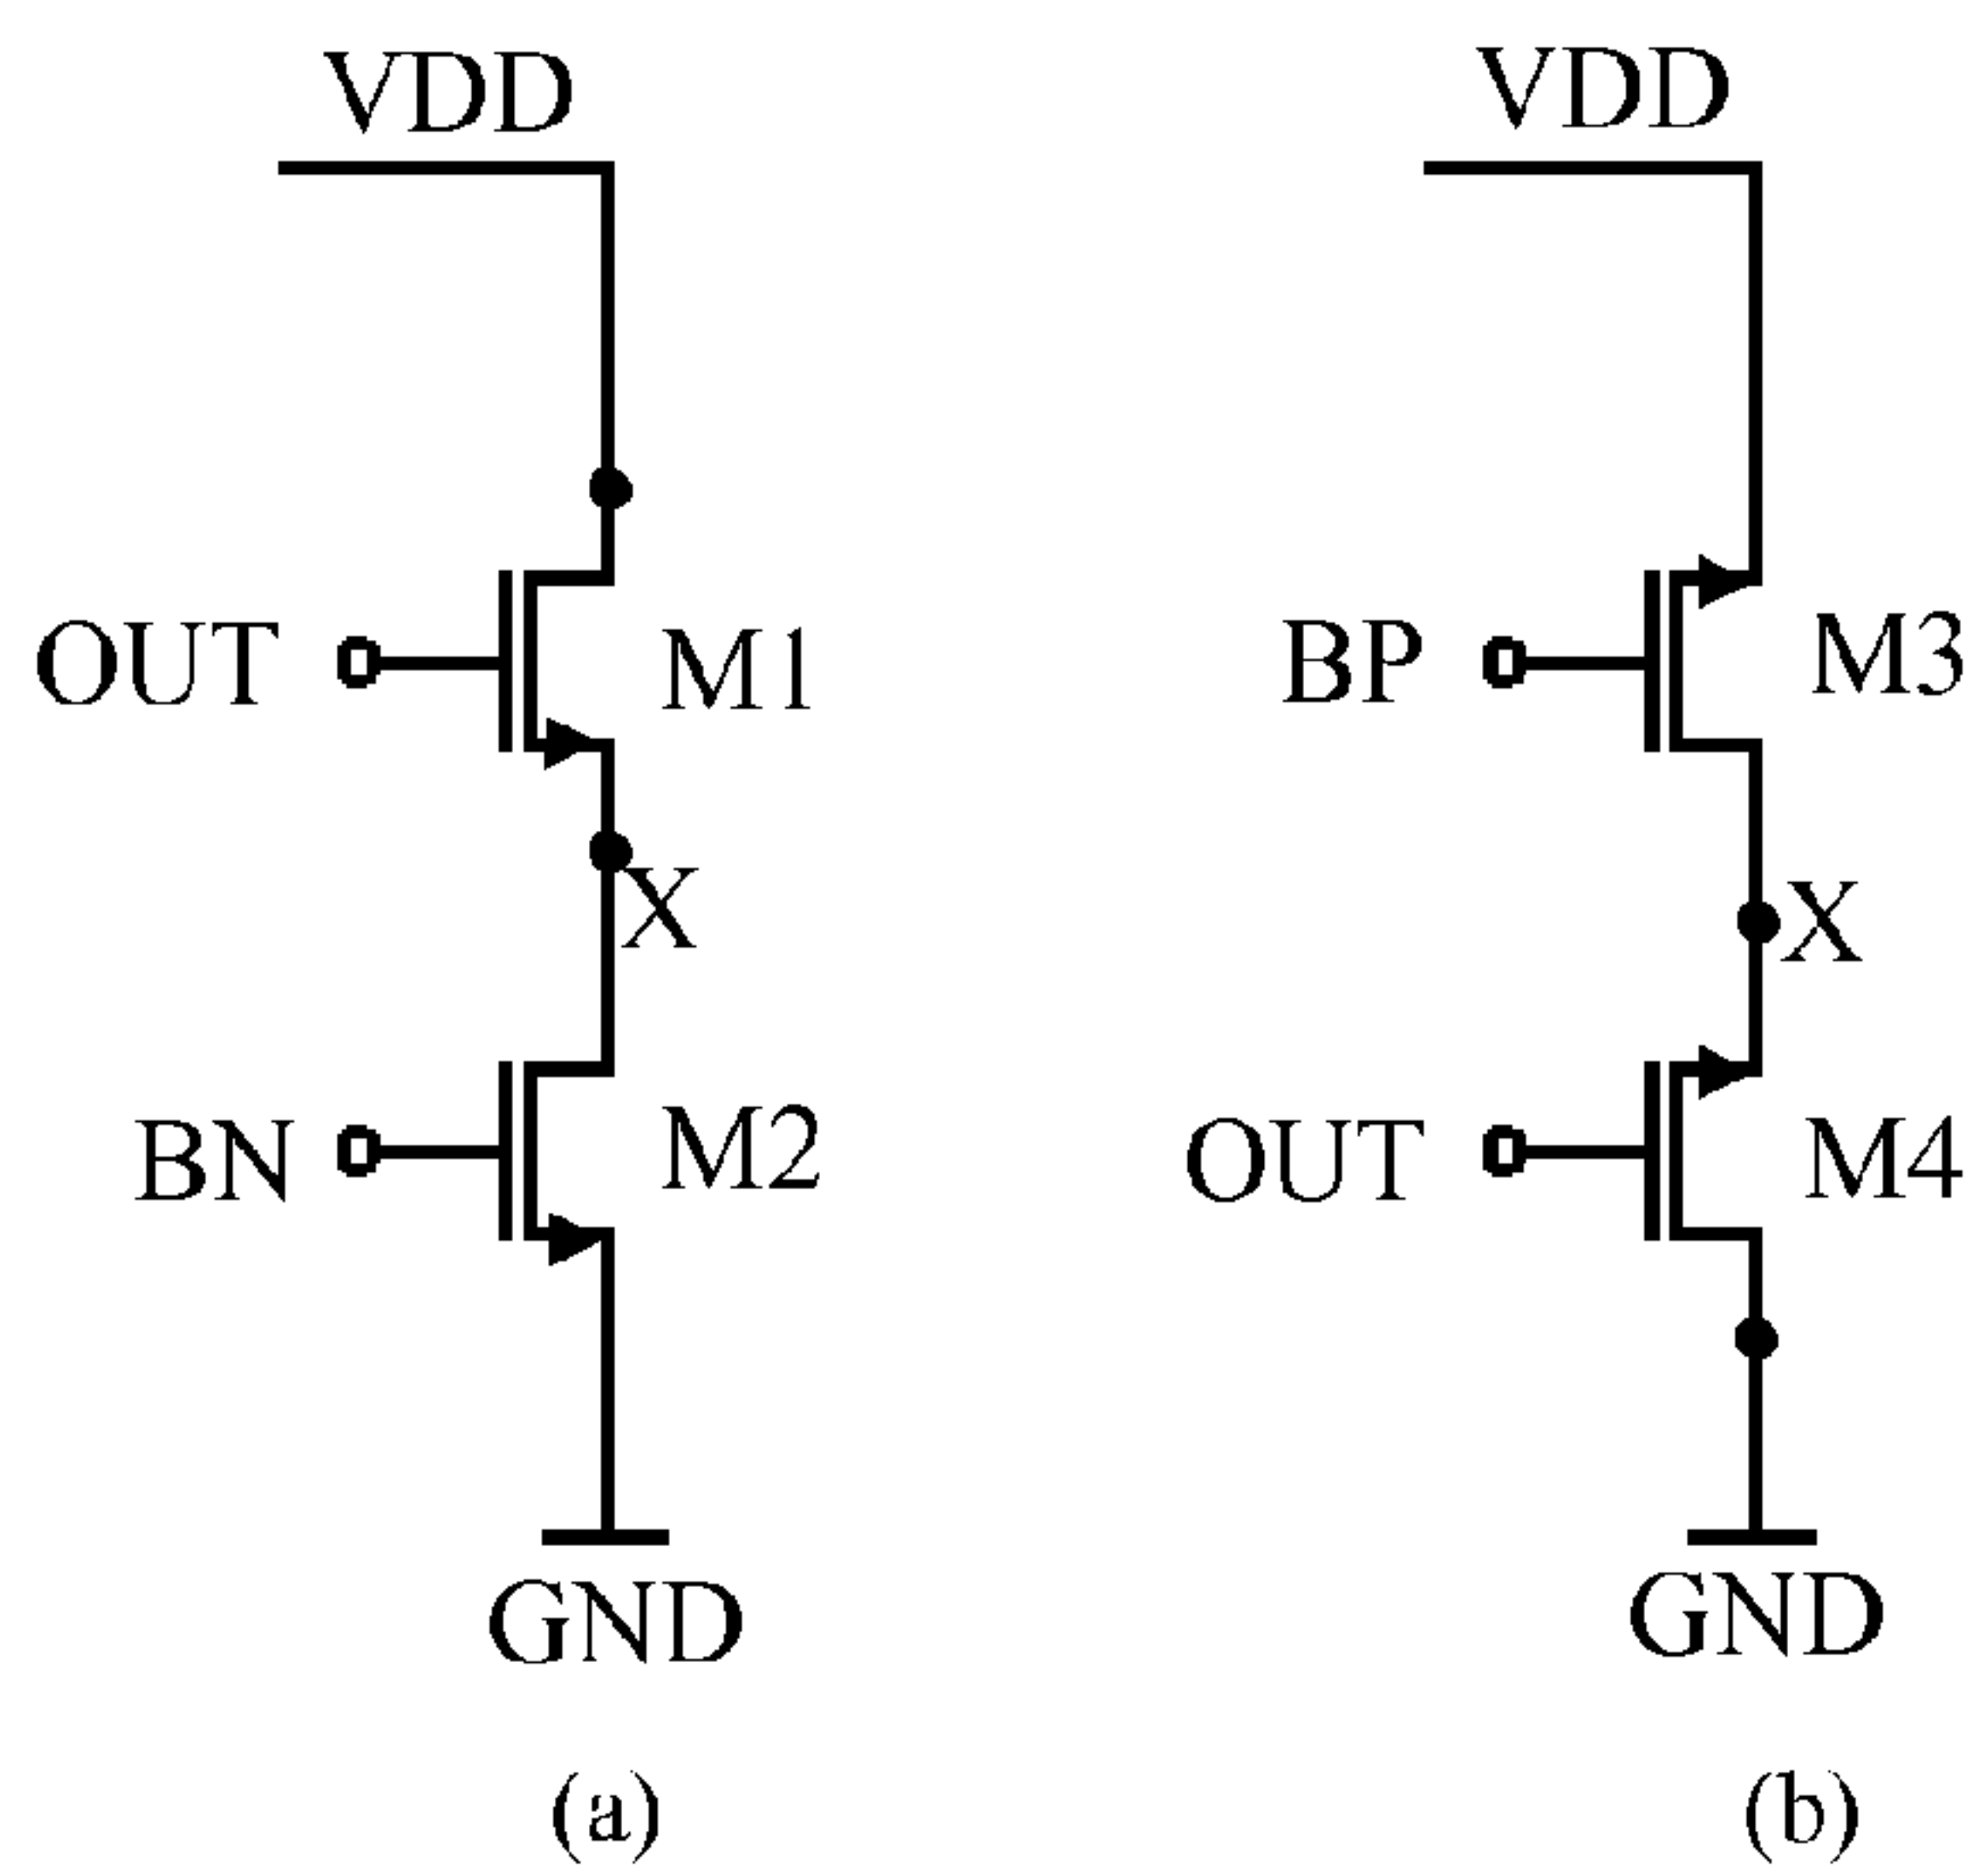 VDD VDD
OUT M1 BP M3
X X
BN M2 OUT M4
GND GND
(a) (b)